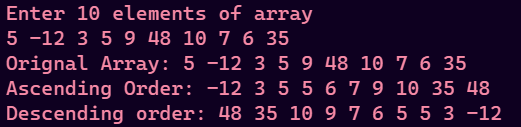 Enter 10 elements of array
5 -12 3 5 9 48 10 7 6 35
Orignal Array: 5 -12 3 5 9 48 10 7 6 35
Ascending Order: -12 3 5 5 6 7 9 10 35 48
Descending order: 48 35 10 9 7 6 5 5 3 -12